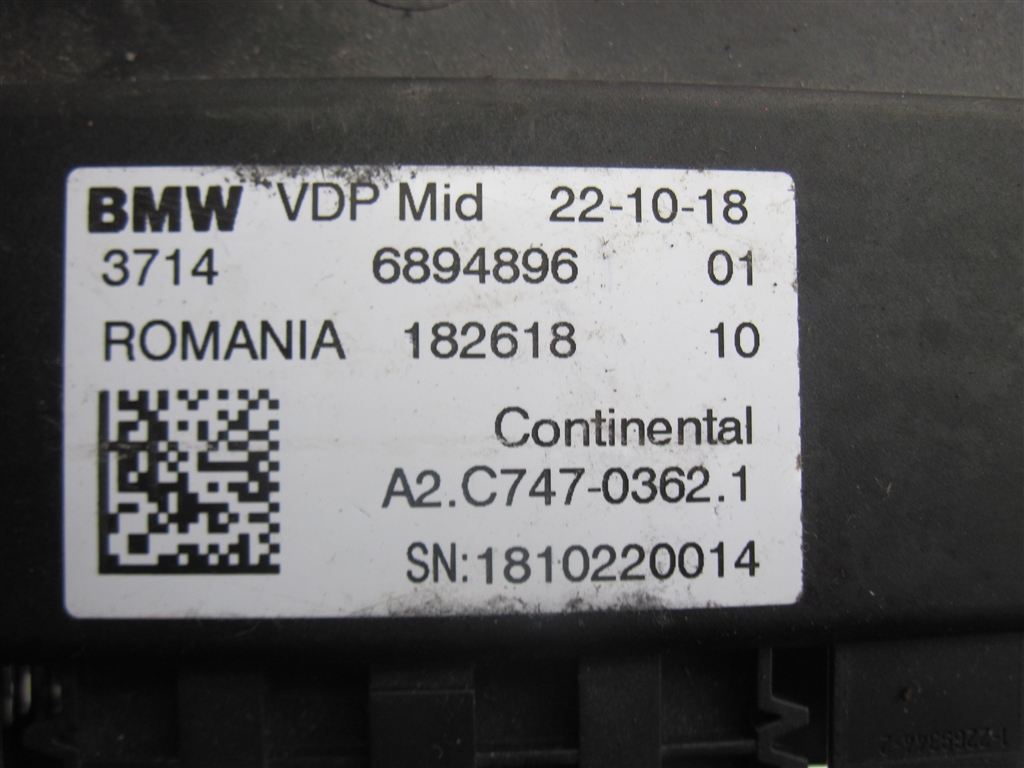 BMW VDP Mid 22-10-18
3714 6894896 01
ROMANIA 182618 10
Continental
A2.C747-0362.1
SN:1810220014